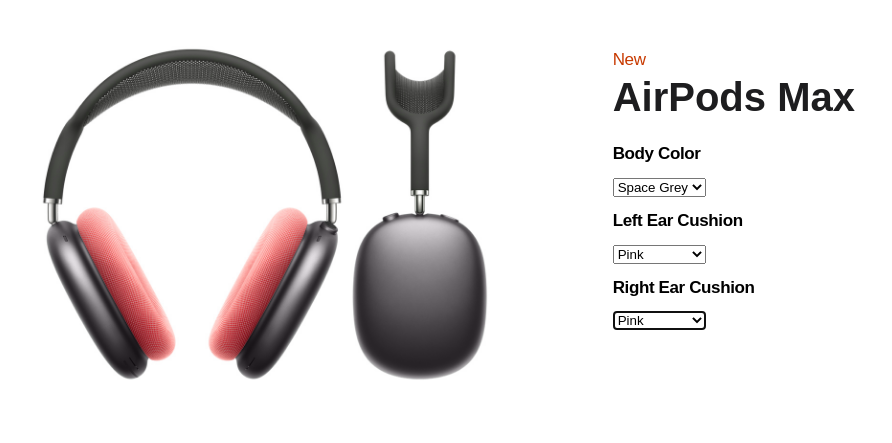 New
AirPods Max
Body Color
Space Grey
Left Ear Cushion
Pink
Right Ear Cushion
Pink